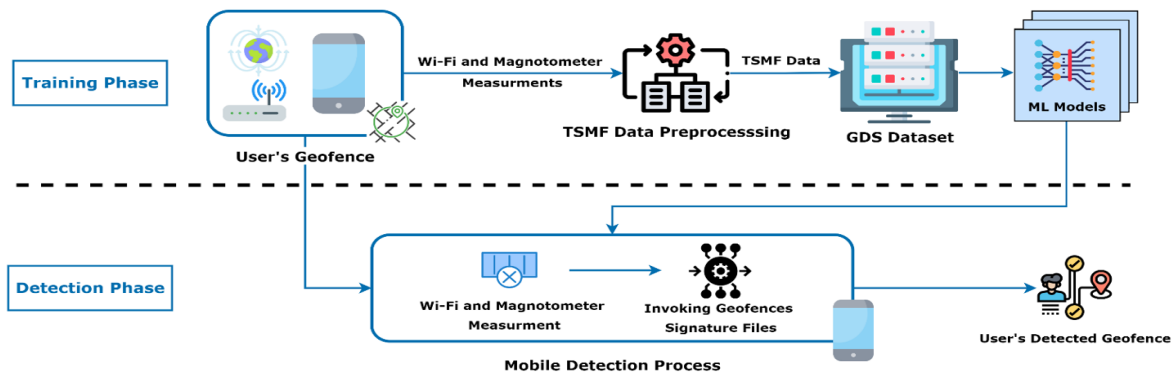 Training Phase
User's Geofence
Wi-Fi and Magnotometer
Measurments
TSMF Data Preprocesssing
TSMF Data
GDS Dataset
ML Models
Detection Phase
Wi-Fi and Magnotometer
Measurment
Invoking Geofences
Signature Files
Mobile Detection Process
User's Detected Geofence